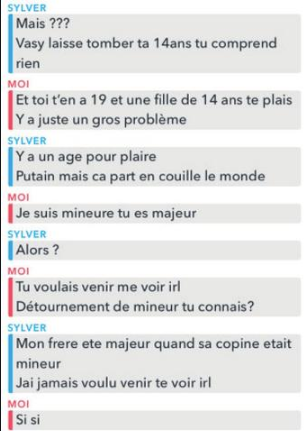 SYLVER
Mais ???
Vasy laisse tomber ta 14ans tu comprend
rien
MOI
Et toi t'en a 19 et une fille de 14 ans te plais
Y a juste un gros problème
SYLVER
Y a un age pour plaire
Putain mais ca part en couille le monde
MOI
Je suis mineure tu es majeur
SYLVER
Alors ?
MOI
Tu voulais venir me voir irl
Détournement de mineur tu connais?
SYLVER
Mon frere ete majeur quand sa copine etait
mineur
Jai jamais voulu venir te voir irl
MOI
Si si